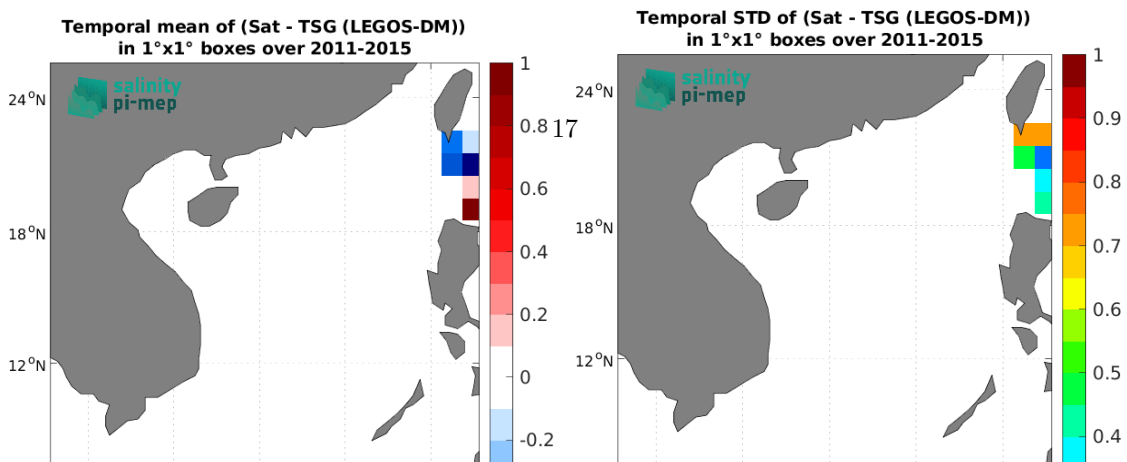 Temporal mean of (Sat - TSG (LEGOS-DM))
in 1°x1° boxes over 2011-2015
salinity
pi-mep
24°N
18°N
12°N
1
0.8
0.6
0.4
0.2
0
-0.2
17
Temporal STD of (Sat - TSG (LEGOS-DM))
in 1°x1° boxes over 2011-2015
salinity
pi-mep
24°N
18°N
12°N
1
0.9
0.8
0.7
0.6
0.5
0.4